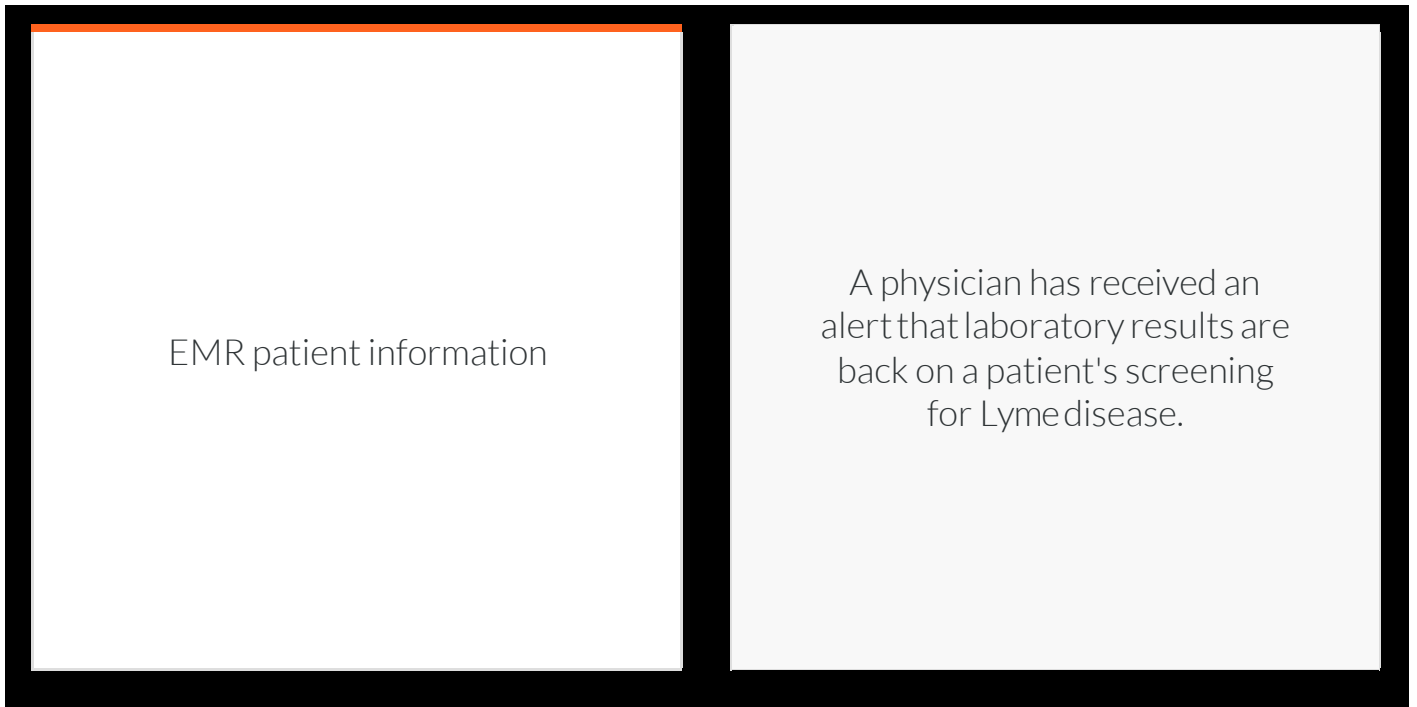 EMR patient information
A physician has received an
alert that laboratory results are
back on a patient's screening
for Lyme disease.